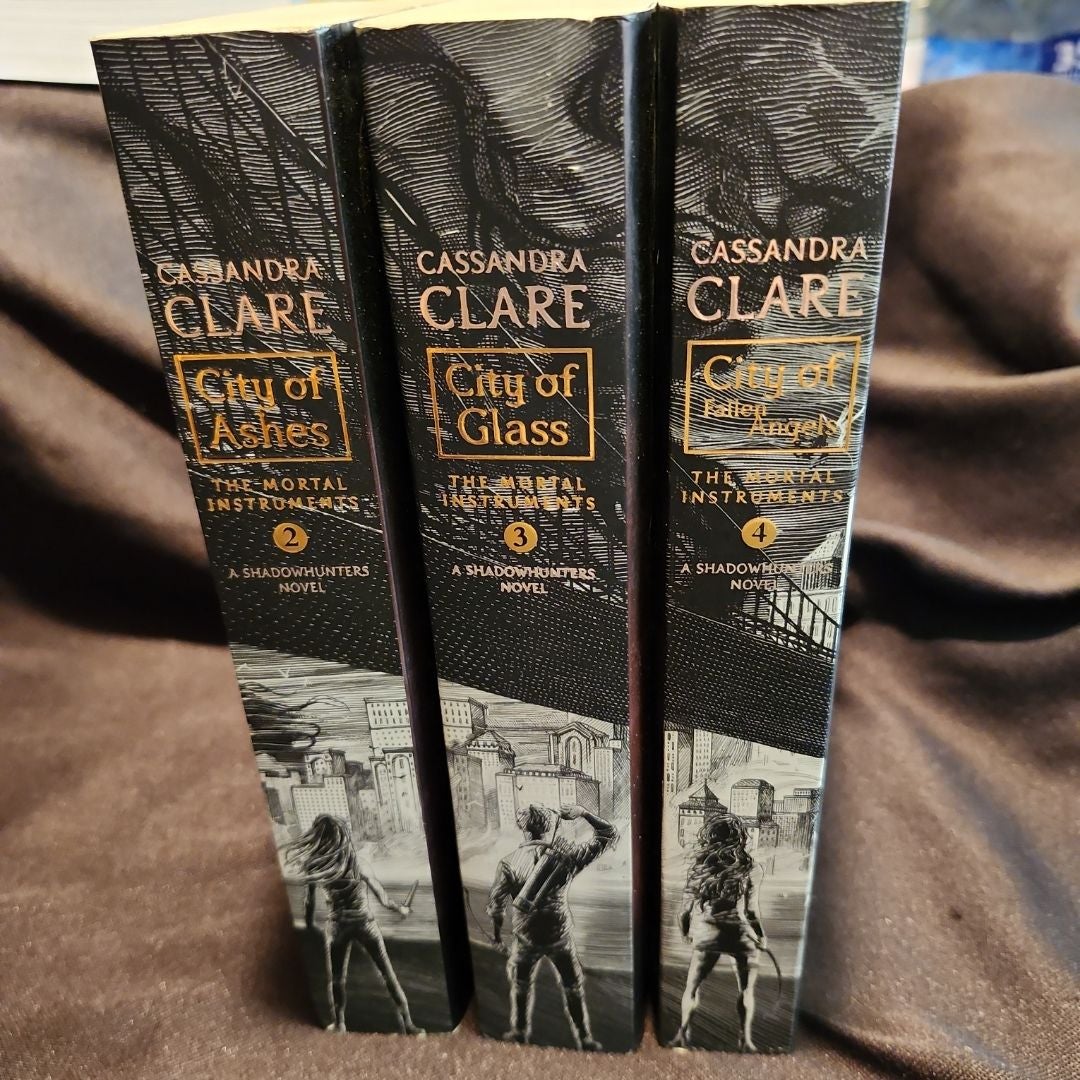 CASSANDRA
CLARE
City of
Ashes
THE MORTAL
INSTRUMENTS
2
A SHADOWHUNTERS
NOVEL
CASSANDRA
CLARE
City of
Glass
THE MORTAL
INSTRUMENTS
3
A SHADOWHUNTERS
NOVEL
CASSANDRA
CLARE
City of
Fallen
Angels
THE MORTAL
INSTRUMENTS
4
A SHADOWHUNTERS
NOVEL